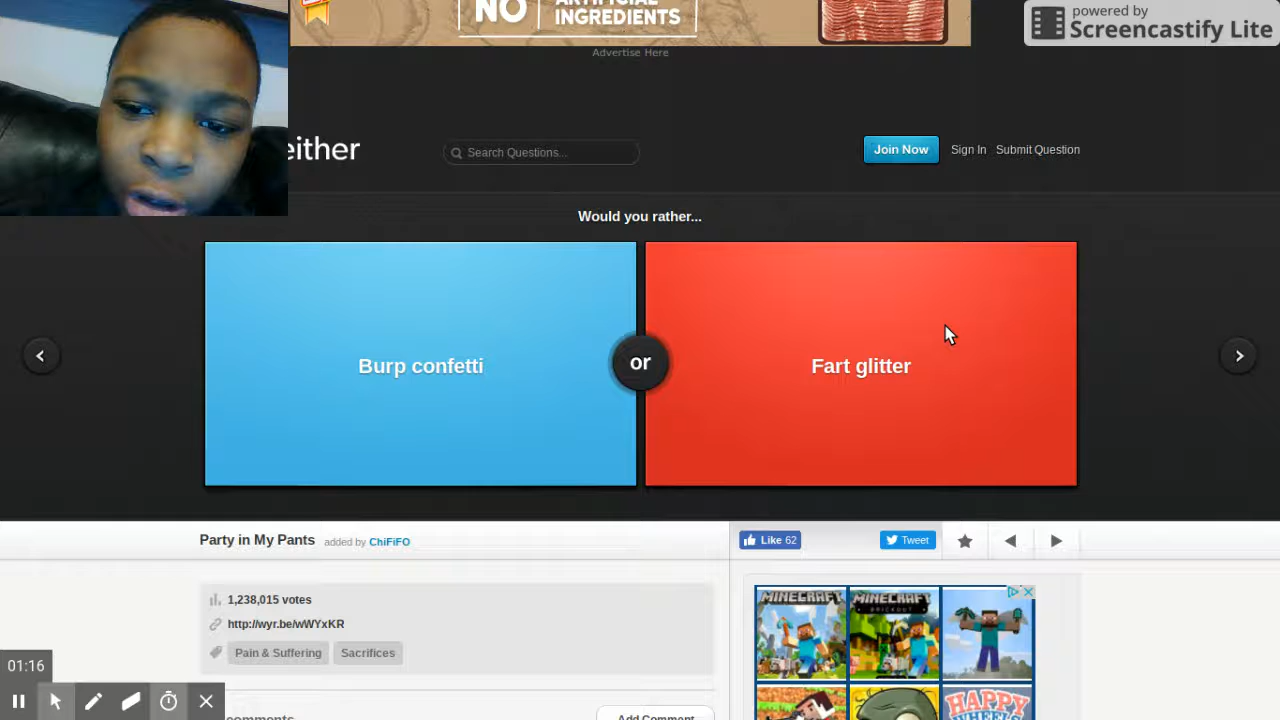 NO
ARTIFICIAL
INGREDIENTS
powered by
Screencastify Lite
Advertise Here
either
Search Questions...
Join Now
Sign In
Submit Question
Would you rather...
Burp confetti
or
Fart glitter
Party in My Pants added by ChiFiFO
Like 62
Tweet
1,238,015 votes
http://wyr.be/wWYxKR
Pain & Suffering
Sacrifices
MINECRAFT
MINECRAFT
HAPPY
WHEELS
01:16
comments
Add Comment